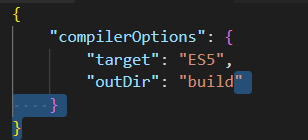 {
"compilerOptions": {
"target": "ES5",
"outDir": "build"
}
}